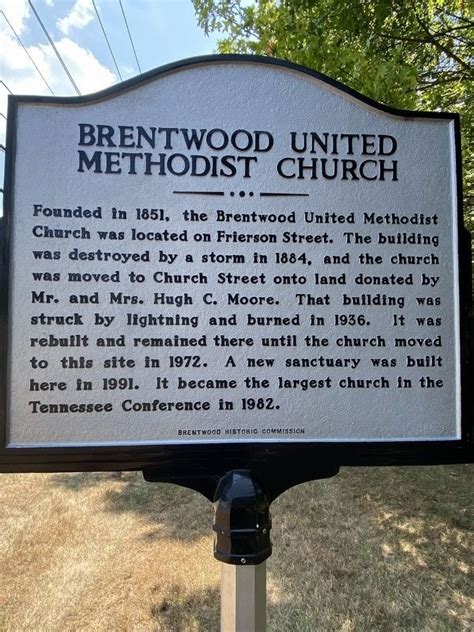 BRENTWOOD UNITED
METHODIST CHURCH
Founded in 1851, the Brentwood United Methodist
Church was located on Frierson Street. The building
was destroyed by a storm in 1884, and the church
was moved to Church Street onto land donated by
Mr. and Mrs. Hugh C. Moore. That building was
struck by lightning and burned in 1936. It was
rebuilt and remained there until the church moved
to this site in 1972. A new sanctuary was built
here in 1991. It became the largest church in the
Tennessee Conference in 1982.
BRENTWOOD HISTORIC COMMISSION